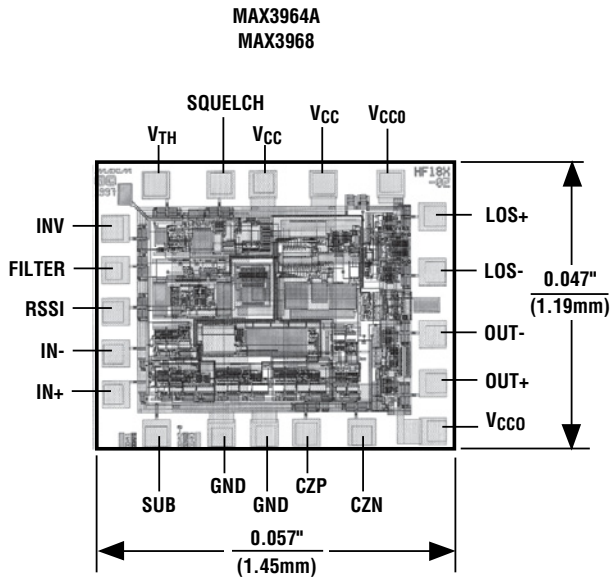 MAX3964A
MAX3968
SQUELCH
VTH
VCC
VCC
VCCO
HF18X
-02
INV
FILTER
RSSI
IN-
IN+
LOS+
LOS-
OUT-
OUT+
VCCO
0.047"
(1.19mm)
SUB
GND
GND
CZP
CZN
0.057"
(1.45mm)